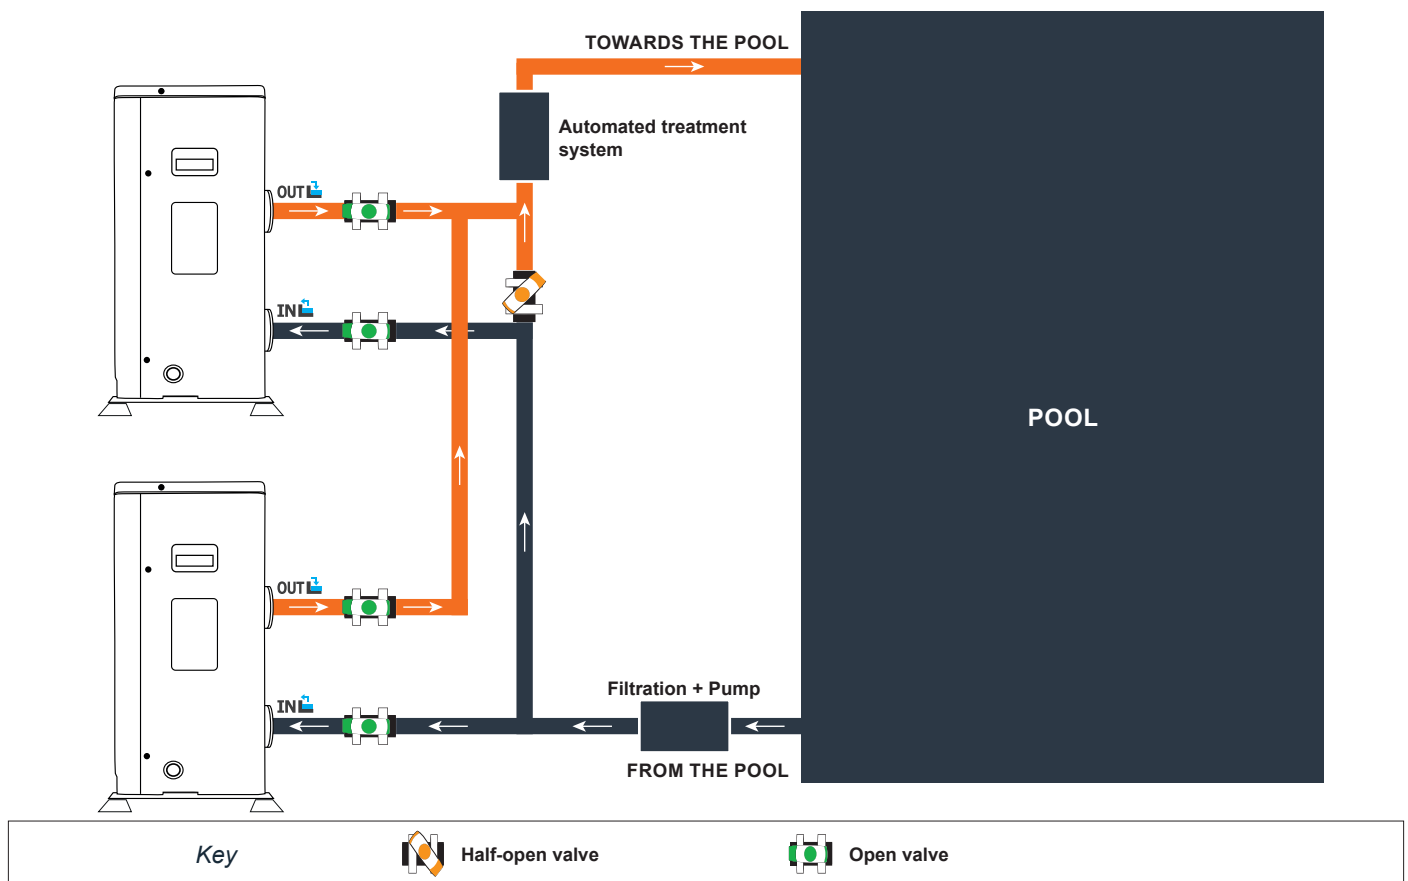 TOWARDS THE POOL
Automated treatment
system
OUT
IN
POOL
OUT
Filtration + Pump
IN
FROM THE POOL
Key
Half-open valve
Open valve